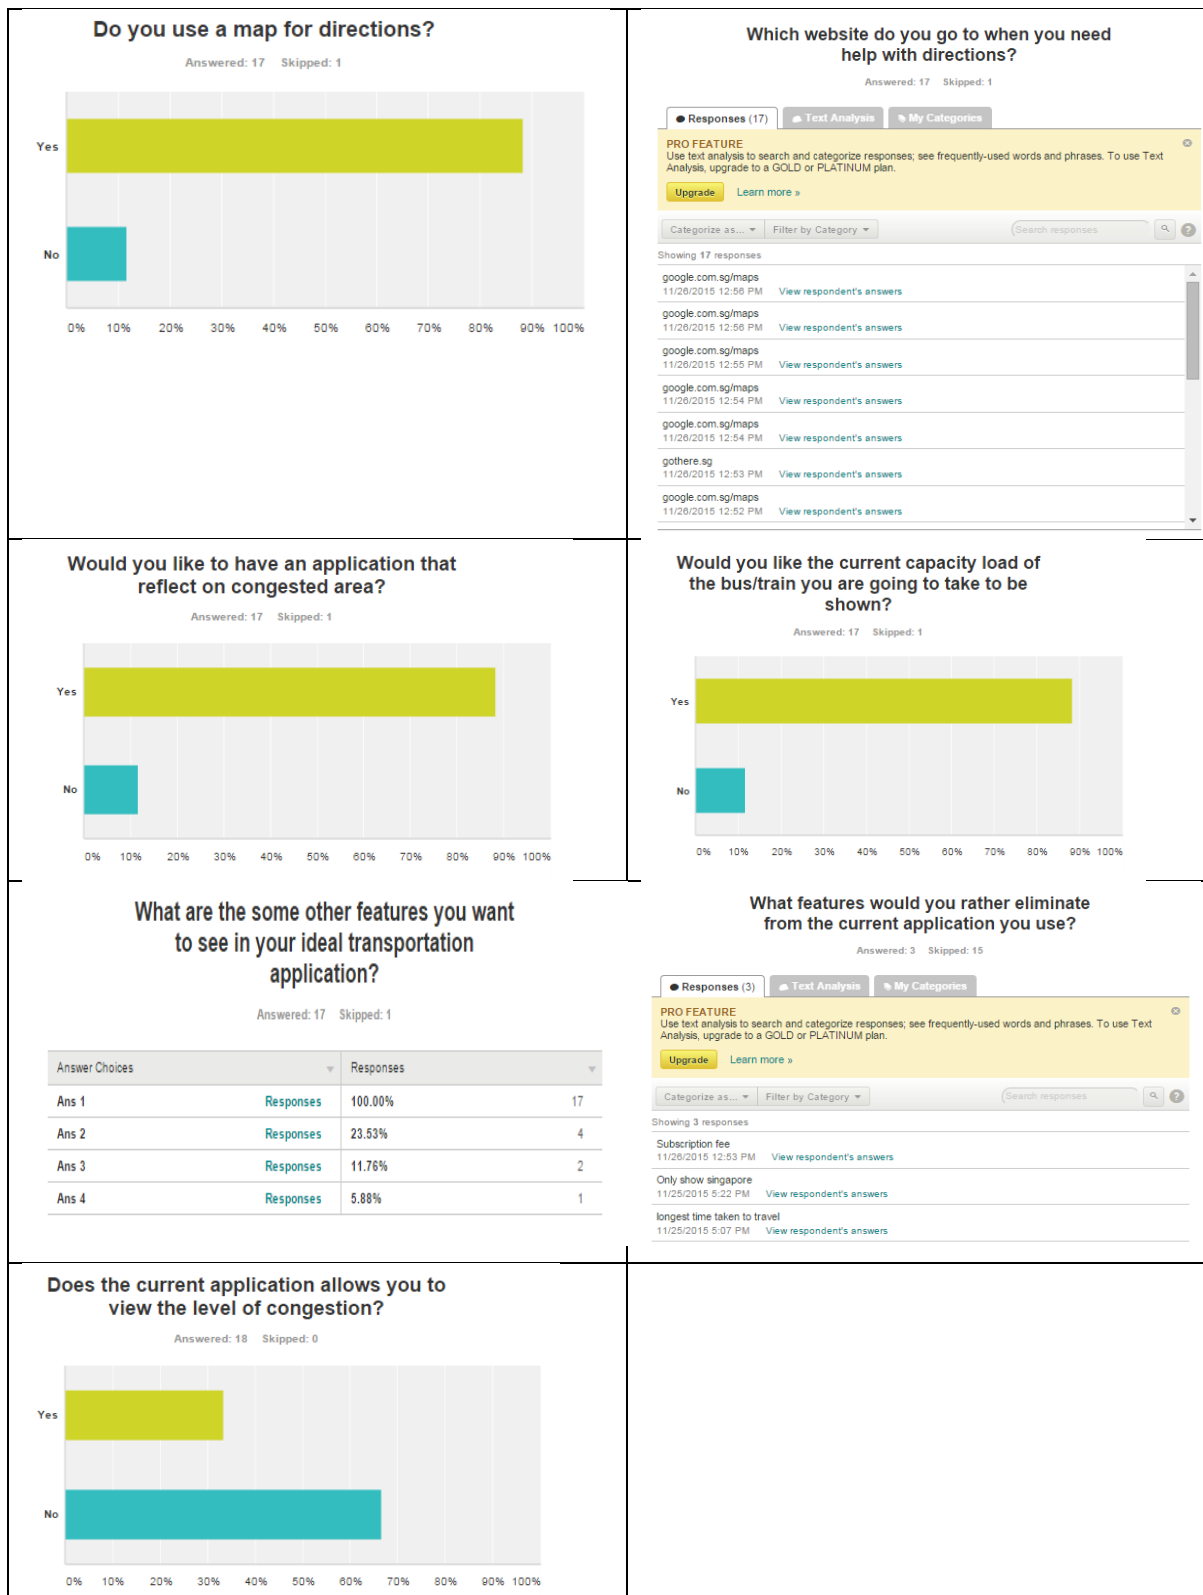 Do you use a map for directions?
Answered: 17 Skipped: 1
Yes
No
0% 10% 20% 30% 40% 50% 60% 70% 80% 90% 100%
Which website do you go to when you need
help with directions?
Answered: 17 Skipped: 1
Responses (17) Text Analysis My Categories
PRO FEATURE
Use text analysis to search and categorize responses; see frequently-used words and phrases. To use Text
Analysis, upgrade to a GOLD or PLATINUM plan.
Upgrade Learn more »
Categorize as... Filter by Category Search responses ?
Showing 17 responses
google.com.sg/maps
11/26/2015 12:56 PM View respondent's answers
google.com.sg/maps
11/26/2015 12:56 PM View respondent's answers
google.com.sg/maps
11/26/2015 12:55 PM View respondent's answers
google.com.sg/maps
11/26/2015 12:54 PM View respondent's answers
google.com.sg/maps
11/26/2015 12:54 PM View respondent's answers
gothere.sg
11/26/2015 12:53 PM View respondent's answers
google.com.sg/maps
11/26/2015 12:52 PM View respondent's answers
Would you like to have an application that
reflect on congested area?
Answered: 17 Skipped: 1
Yes
No
0% 10% 20% 30% 40% 50% 60% 70% 80% 90% 100%
Would you like the current capacity load of
the bus/train you are going to take to be
shown?
Answered: 17 Skipped: 1
Yes
No
0% 10% 20% 30% 40% 50% 60% 70% 80% 90% 100%
What are the some other features you want
to see in your ideal transportation
application?
Answered: 17 Skipped: 1
Answer Choices Responses
Ans 1 Responses 100.00% 17
Ans 2 Responses 23.53% 4
Ans 3 Responses 11.76% 2
Ans 4 Responses 5.88% 1
What features would you rather eliminate
from the current application you use?
Answered: 3 Skipped: 15
Responses (3) Text Analysis My Categories
PRO FEATURE
Use text analysis to search and categorize responses; see frequently-used words and phrases. To use Text
Analysis, upgrade to a GOLD or PLATINUM plan.
Upgrade Learn more »
Categorize as... Filter by Category Search responses ?
Showing 3 responses
Subscription fee
11/26/2015 12:53 PM View respondent's answers
Only show singapore
11/25/2015 5:22 PM View respondent's answers
longest time taken to travel
11/25/2015 5:07 PM View respondent's answers
Does the current application allows you to
view the level of congestion?
Answered: 18 Skipped: 0
Yes
No
0% 10% 20% 30% 40% 50% 60% 70% 80% 90% 100%